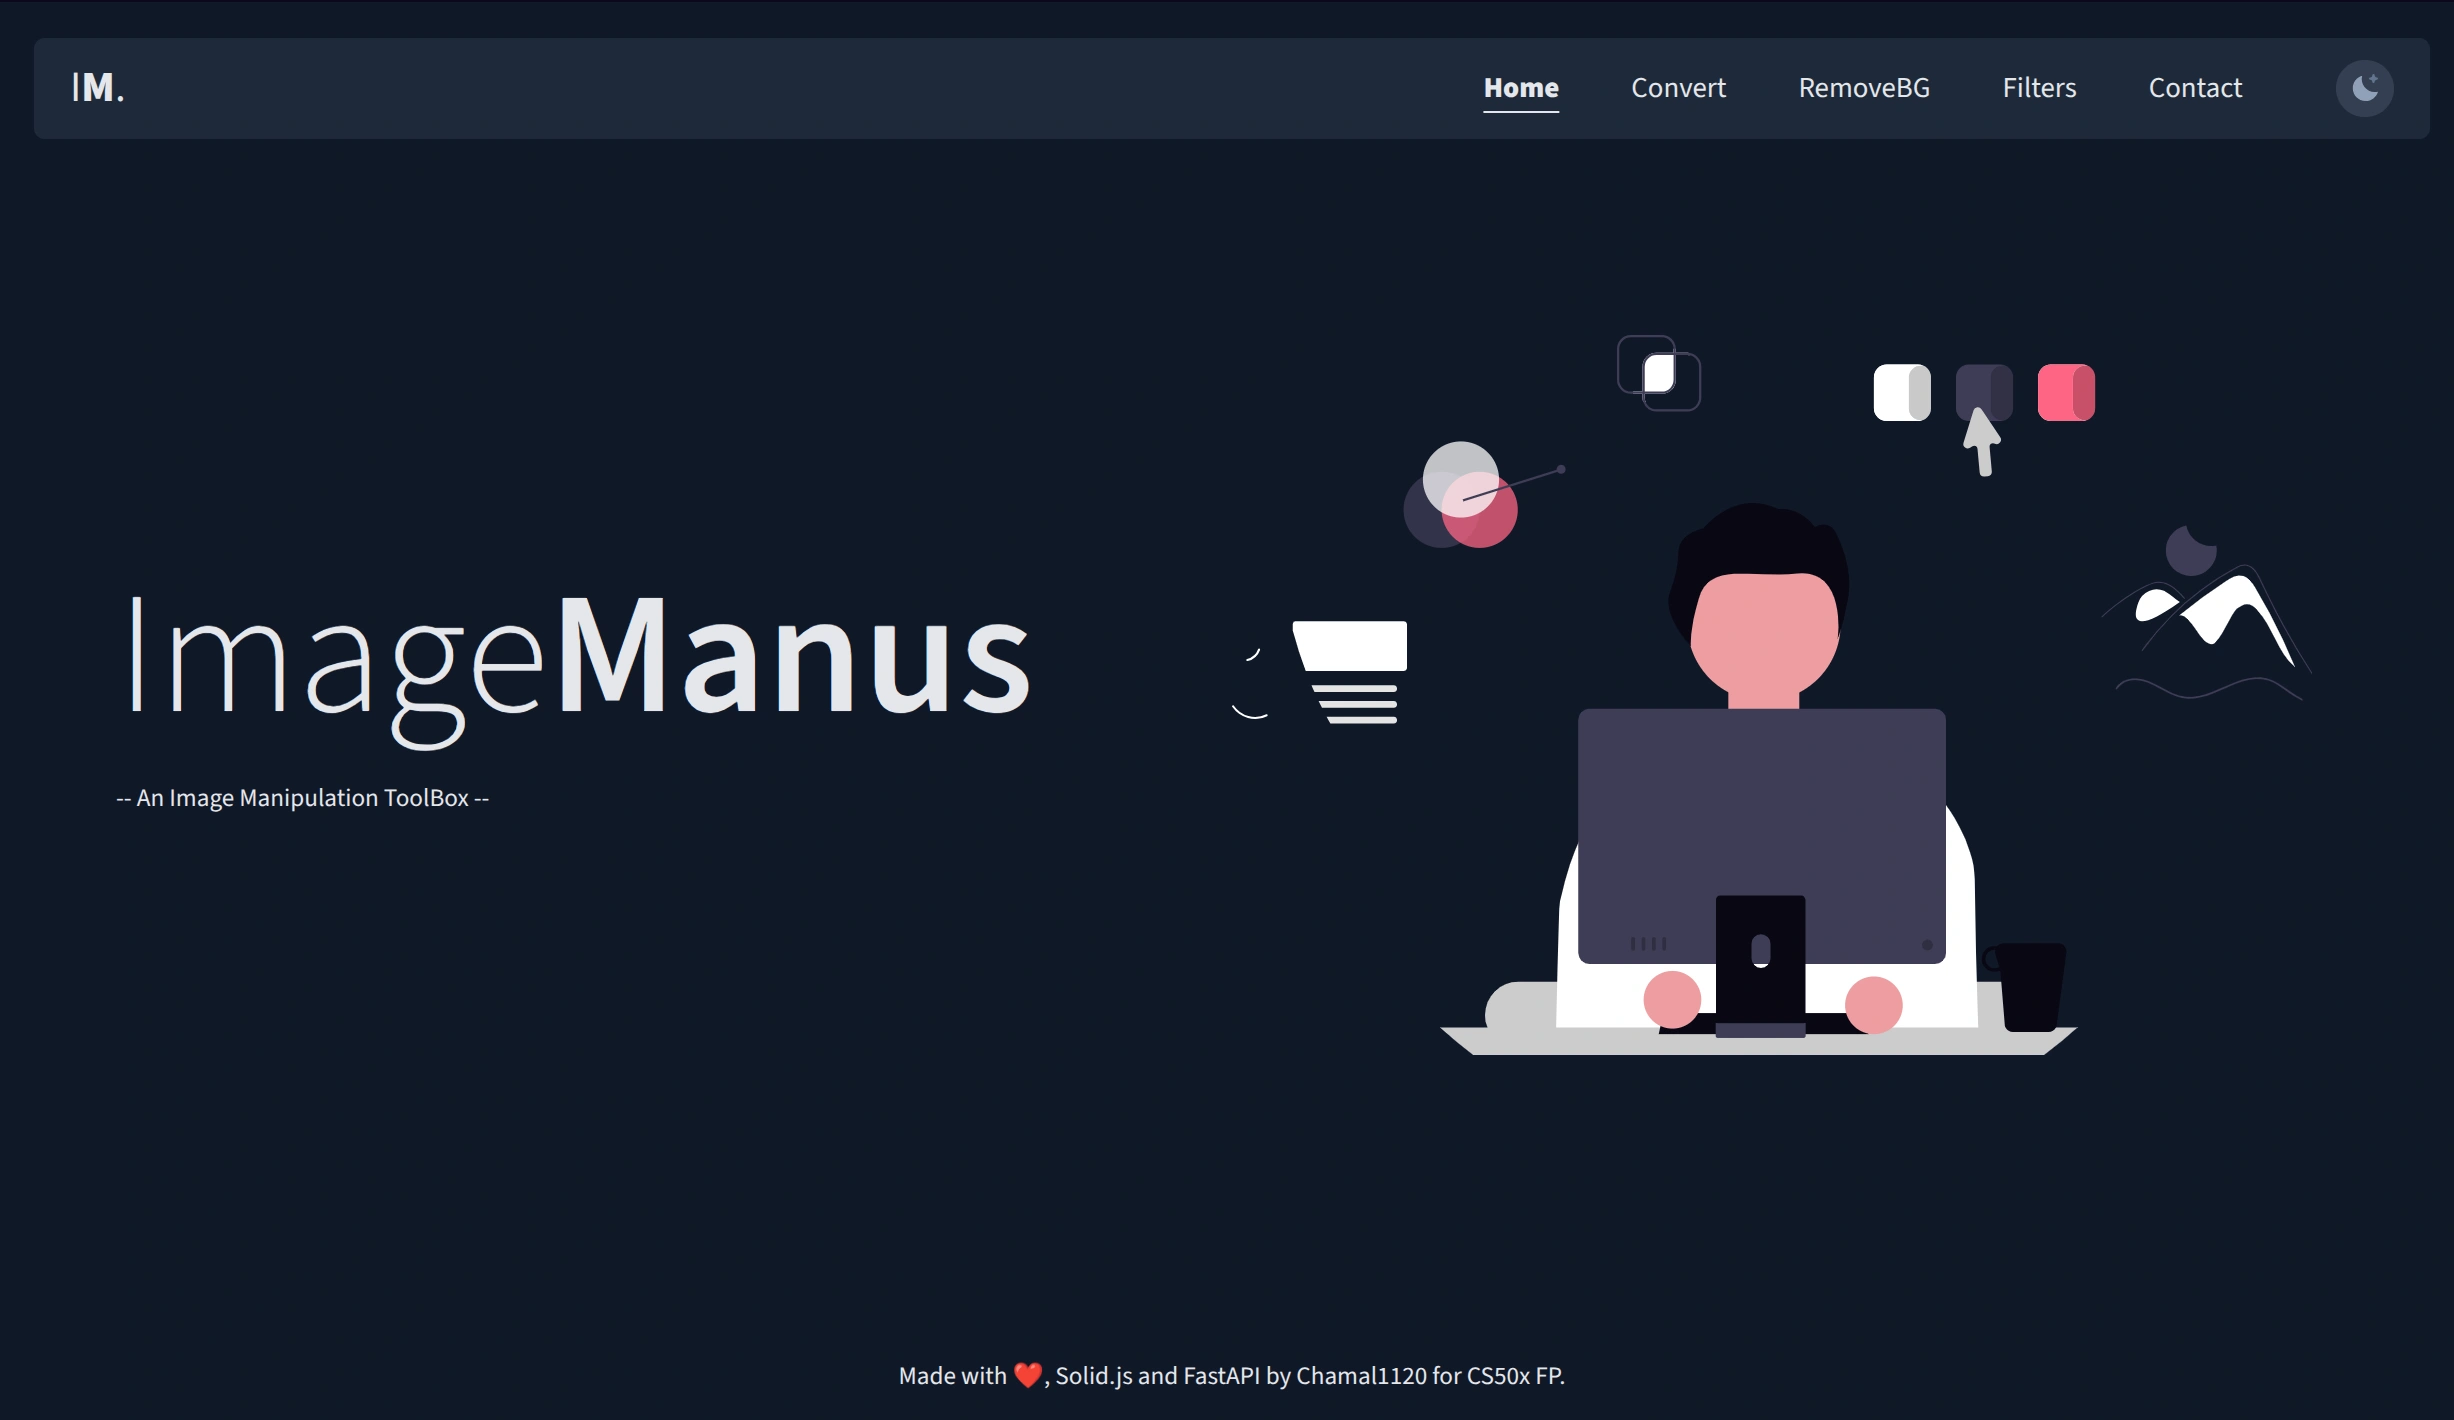 IM.
Home
Convert
RemoveBG
Filters
Contact
ImageManus
-- An Image Manipulation ToolBox --
Made with ❤️, Solid.js and FastAPI by Chamal1120 for CS50x FP.